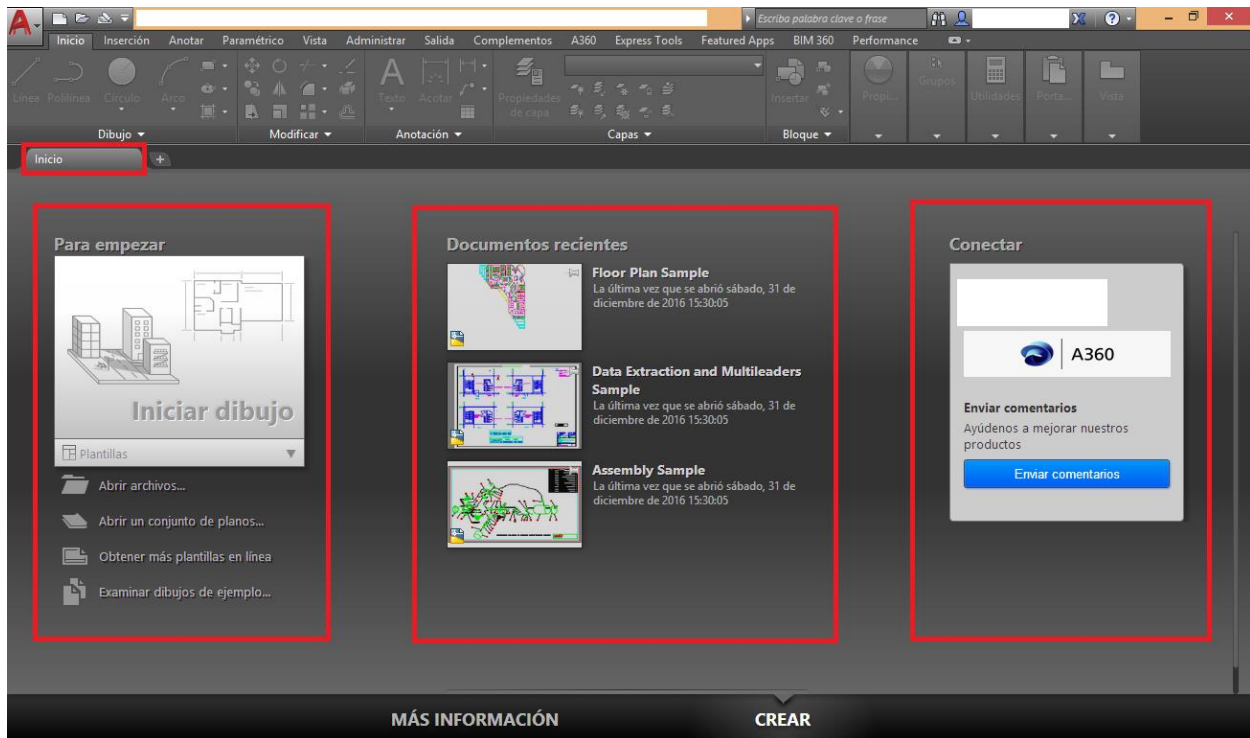 Escriba palabra clave o frase
Inicio Inserción Anotar Paramétrico Vista Administrar Salida Complementos A360 Express Tools Featured Apps BIM 360 Performance
Línea Polilínea Círculo Arco Texto Acotar Propiedades de capa Insertar Propi... Grupos Utilidades Porta... Vista
Dibujo Modificar Anotación Capas Bloque
Inicio
Para empezar
Iniciar dibujo
Plantillas
Abrir archivos...
Abrir un conjunto de planos...
Obtener más plantillas en línea
Examinar dibujos de ejemplo...
Documentos recientes
Floor Plan Sample
La última vez que se abrió sábado, 31 de
diciembre de 2016 15:30:05
Data Extraction and Multileaders
Sample
La última vez que se abrió sábado, 31 de
diciembre de 2016 15:30:05
Assembly Sample
La última vez que se abrió sábado, 31 de
diciembre de 2016 15:30:05
Conectar
A360
Enviar comentarios
Ayúdenos a mejorar nuestros
productos
Enviar comentarios
MÁS INFORMACIÓN CREAR